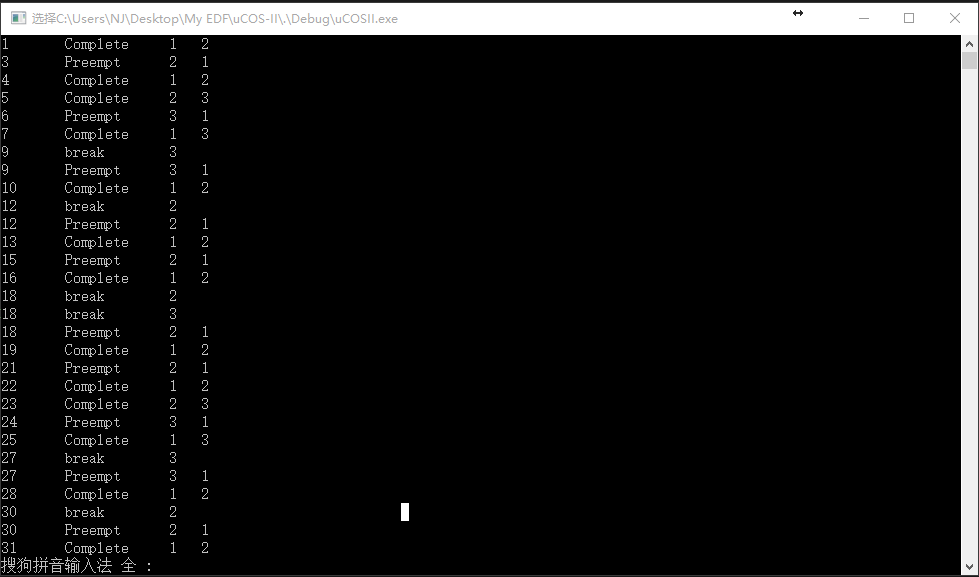 选择C:\Users\NJ\Desktop\My EDF\uCOS-II\.\Debug\uCOSII.exe
1 Complete 1 2
3 Preempt 2 1
4 Complete 1 2
5 Complete 2 3
6 Preempt 3 1
7 Complete 1 3
9 break 3
9 Preempt 3 1
10 Complete 1 2
12 break 2
12 Preempt 2 1
13 Complete 1 2
15 Preempt 2 1
16 Complete 1 2
18 break 2
18 break 3
18 Preempt 2 1
19 Complete 1 2
21 Preempt 2 1
22 Complete 1 2
23 Complete 2 3
24 Preempt 3 1
25 Complete 1 3
27 break 3
27 Preempt 3 1
28 Complete 1 2
30 break 2
30 Preempt 2 1
31 Complete 1 2
搜狗拼音输入法 全 :